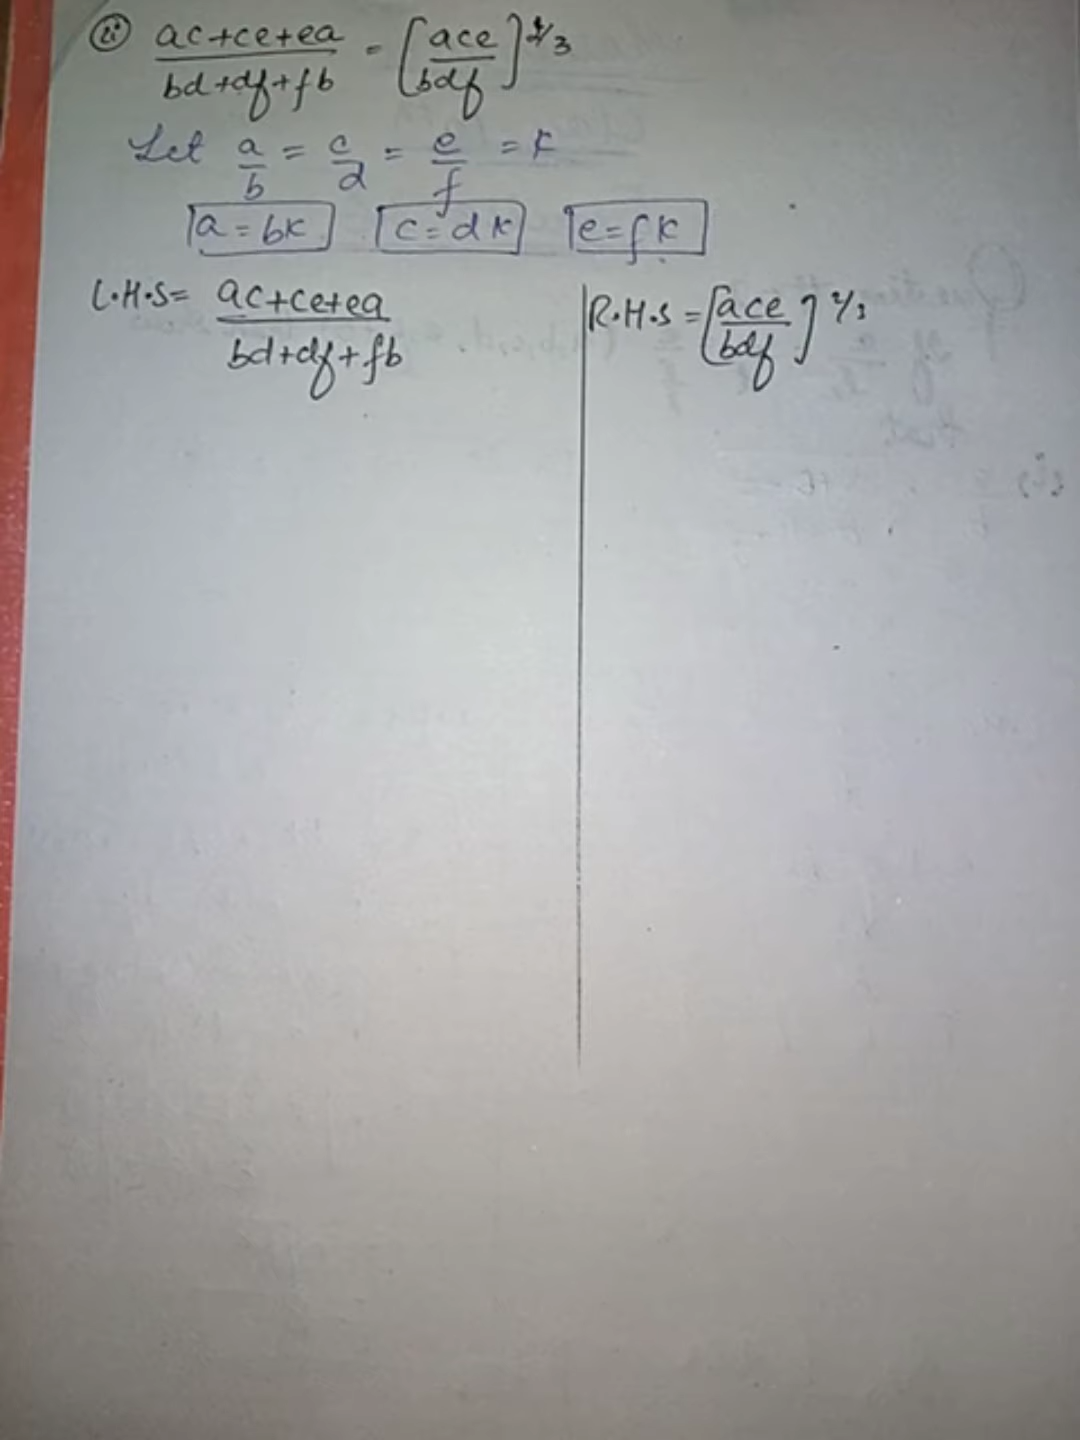 (ii) (ac+ce+ea)/(bd+df+fb) = [ace/bdf]^2/3
Let a/b = c/d = e/f = k
a = bk c = dk e = fk
L.H.S = (ac+ce+ea)/(bd+df+fb)
R.H.S = [ace/bdf]^2/3